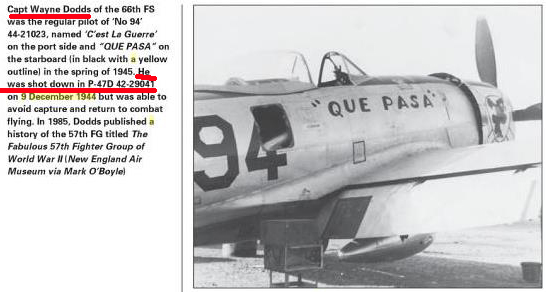 Capt Wayne Dodds of the 66th FS
was the regular pilot of ‘No 94’
44-21023, named ‘C’est La Guerre’
on the port side and “QUE PASA” on
the starboard (in black with a yellow
outline) in the spring of 1945. He
was shot down in P-47D 42-29041
on 9 December 1944 but was able to
avoid capture and return to combat
flying. In 1985, Dodds published a
history of the 57th FG titled The
Fabulous 57th Fighter Group of
World War II (New England Air
Museum via Mark O’Boyle)
"QUE PASA"
94